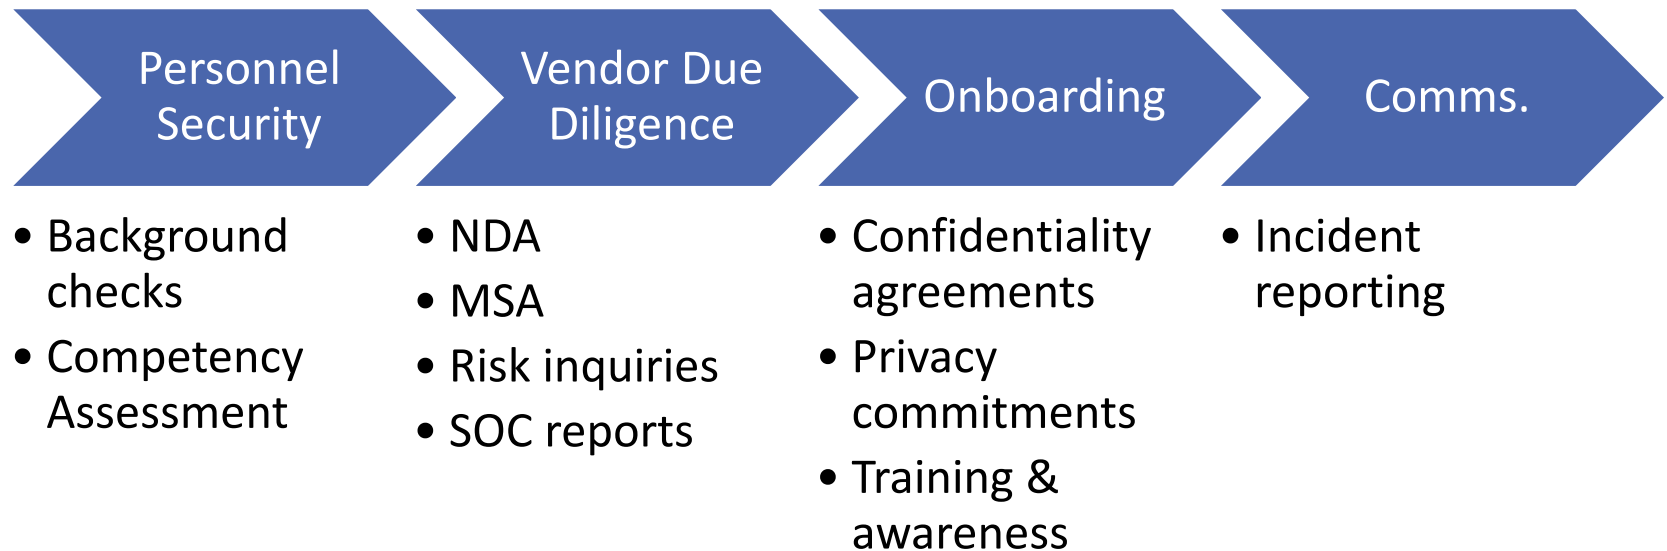 Personnel
Security
• Background
checks
• Competency
Assessment
Vendor Due
Diligence
• NDA
• MSA
• Risk inquiries
• SOC reports
Onboarding
• Confidentiality
agreements
• Privacy
commitments
• Training &
awareness
Comms.
• Incident
reporting